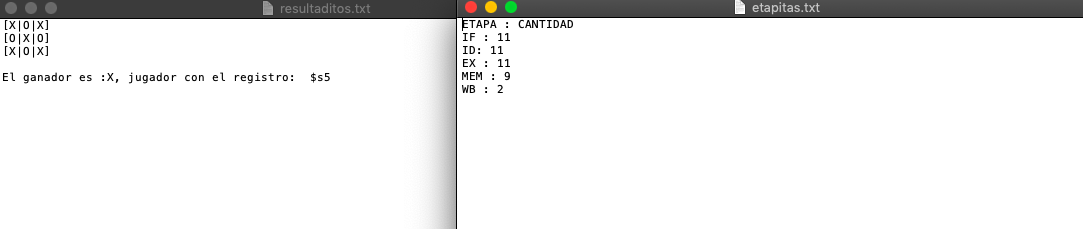 resultaditos.txt
[X|O|X]
[O|X|O]
[X|O|X]
El ganador es :X, jugador con el registro:  $s5
etapitas.txt
ETAPA : CANTIDAD
IF : 11
ID: 11
EX : 11
MEM : 9
WB : 2